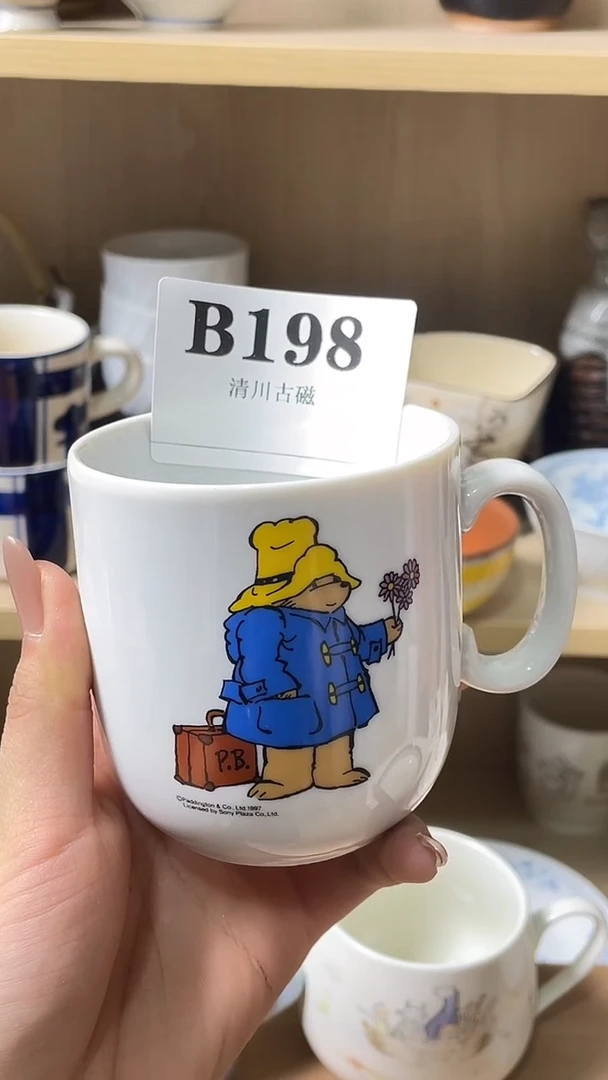 B198
清川古磁
P.B.
©Paddington & Co., Ltd.1997
Licensed by Sony Plaza Co., Ltd.